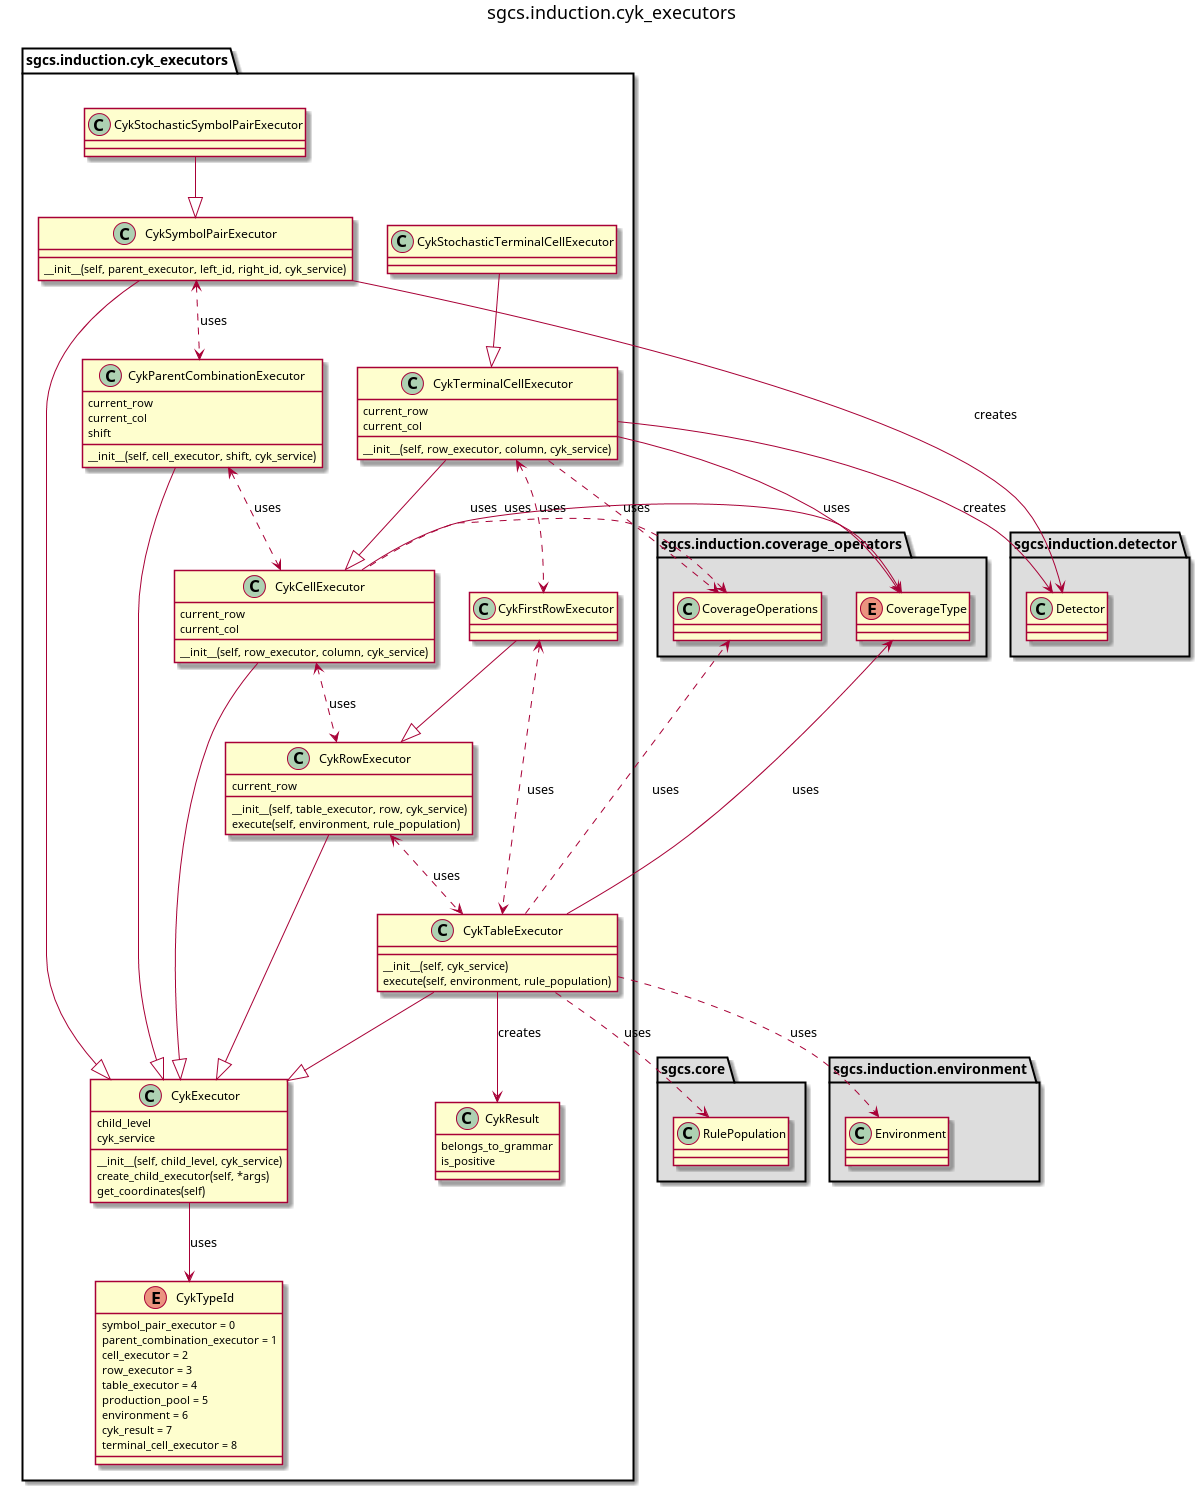 sgcs.induction.cyk_executors
sgcs.induction.cyk_executors
C CykStochasticSymbolPairExecutor
C CykSymbolPairExecutor
__init__(self, parent_executor, left_id, right_id, cyk_service)
C CykStochasticTerminalCellExecutor
uses
C CykParentCombinationExecutor
current_row
current_col
shift
__init__(self, cell_executor, shift, cyk_service)
C CykTerminalCellExecutor
current_row
current_col
__init__(self, row_executor, column, cyk_service)
creates
uses
uses
uses
uses
uses
uses
creates
sgcs.induction.coverage_operators
sgcs.induction.detector
C CykCellExecutor
current_row
current_col
__init__(self, row_executor, column, cyk_service)
C CykFirstRowExecutor
C CoverageOperations
E CoverageType
C Detector
uses
C CykRowExecutor
current_row
__init__(self, table_executor, row, cyk_service)
execute(self, environment, rule_population)
uses
uses
uses
uses
C CykTableExecutor
__init__(self, cyk_service)
execute(self, environment, rule_population)
creates
uses
uses
sgcs.core
sgcs.induction.environment
C CykExecutor
child_level
cyk_service
__init__(self, child_level, cyk_service)
create_child_executor(self, *args)
get_coordinates(self)
C CykResult
belongs_to_grammar
is_positive
C RulePopulation
C Environment
uses
E CykTypeId
symbol_pair_executor = 0
parent_combination_executor = 1
cell_executor = 2
row_executor = 3
table_executor = 4
production_pool = 5
environment = 6
cyk_result = 7
terminal_cell_executor = 8